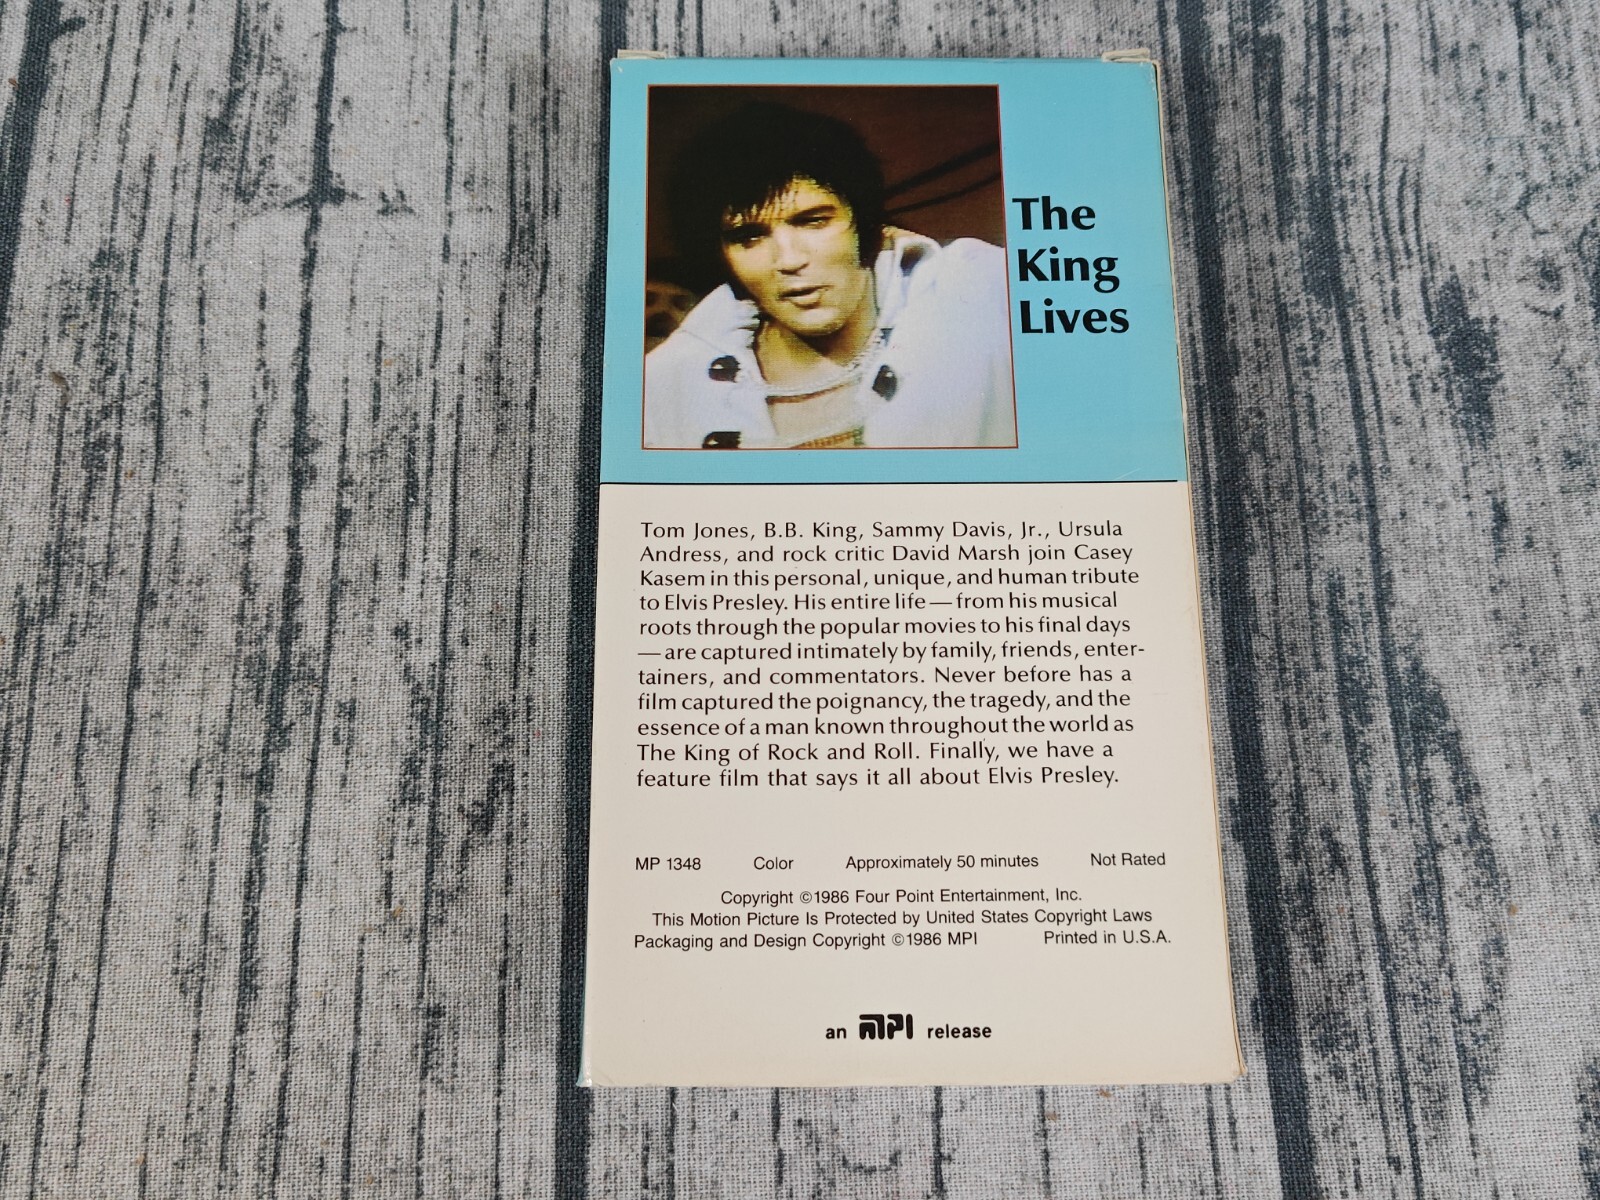 The
King
Lives
Tom Jones, B.B. King, Sammy Davis, Jr., Ursula
Andress, and rock critic David Marsh join Casey
Kasem in this personal, unique, and human tribute
to Elvis Presley. His entire life — from his musical
roots through the popular movies to his final days
— are captured intimately by family, friends, enter-
tainers, and commentators. Never before has a
film captured the poignancy, the tragedy, and the
essence of a man known throughout the world as
The King of Rock and Roll. Finally, we have a
feature film that says it all about Elvis Presley.
MP 1348 Color Approximately 50 minutes Not Rated
Copyright ©1986 Four Point Entertainment, Inc.
This Motion Picture Is Protected by United States Copyright Laws
Packaging and Design Copyright ©1986 MPI Printed in U.S.A.
an MPI release